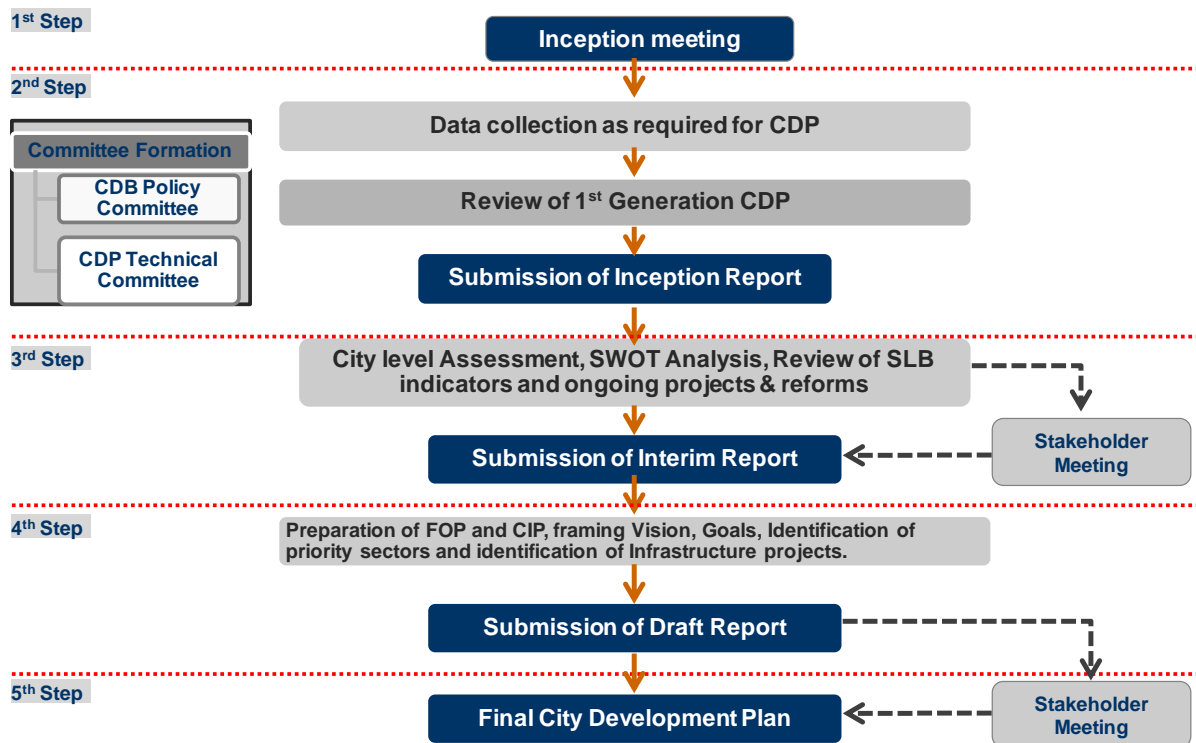 1st Step
Inception meeting
2nd Step
Data collection as required for CDP
Committee Formation
CDB Policy
Committee
CDP Technical
Committee
Review of 1st Generation CDP
Submission of Inception Report
3rd Step
City level Assessment, SWOT Analysis, Review of SLB
indicators and ongoing projects & reforms
Stakeholder
Meeting
Submission of Interim Report
4th Step
Preparation of FOP and CIP, framing Vision, Goals, Identification of
priority sectors and identification of Infrastructure projects.
Submission of Draft Report
5th Step
Stakeholder
Meeting
Final City Development Plan